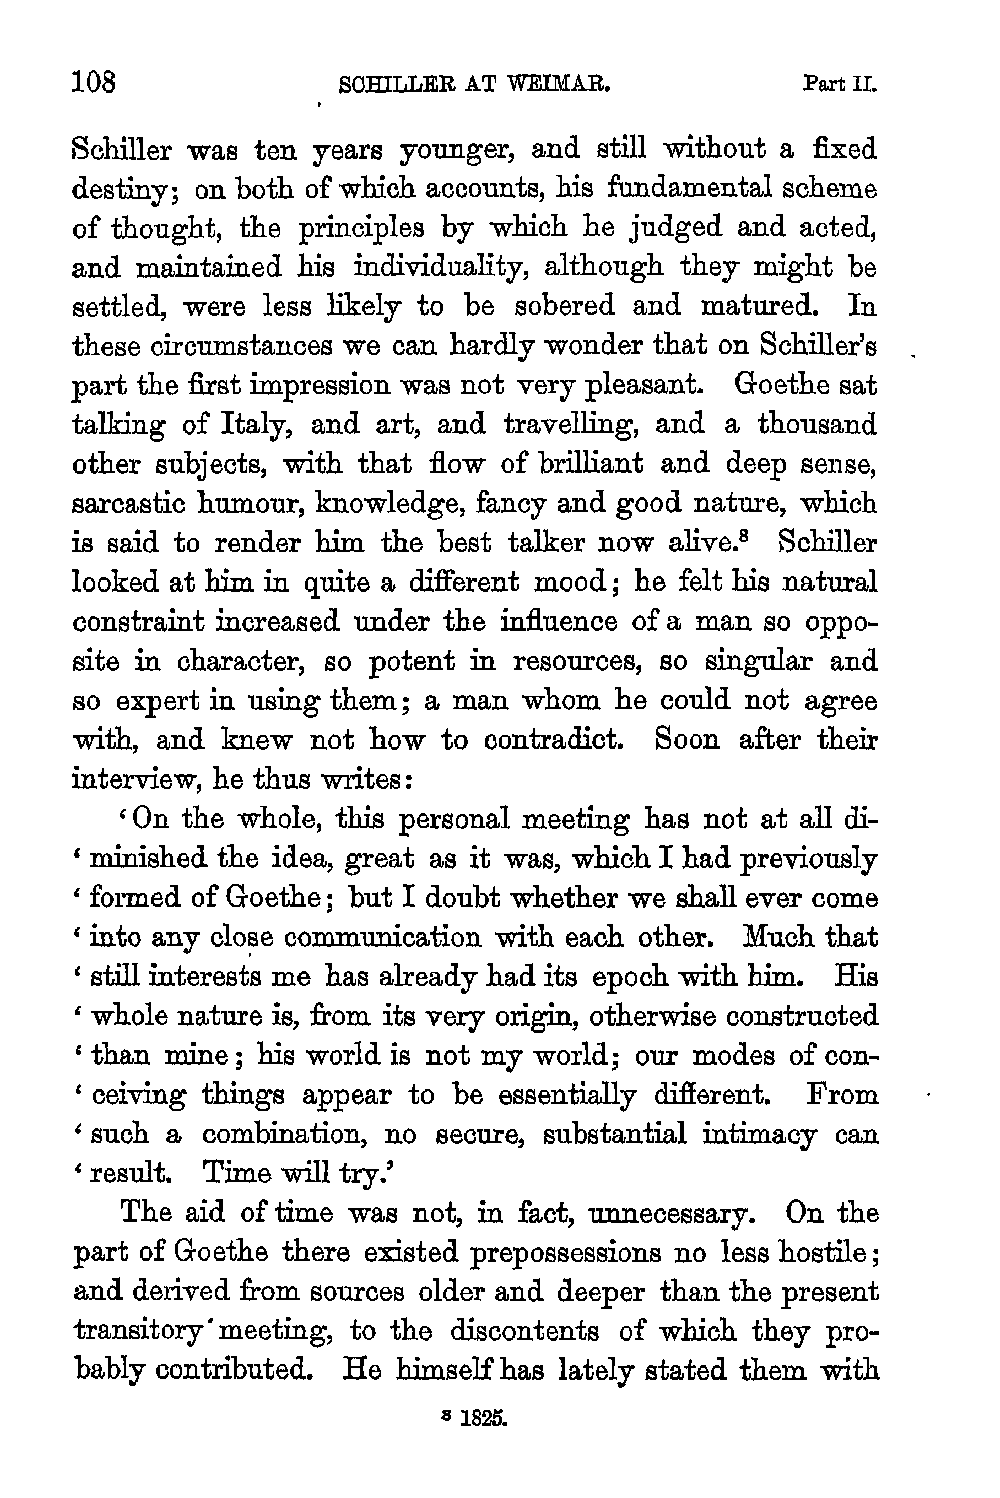 108 SCHILLER AT WEIMAR. Part II.
Schiller was ten years younger, and still without a fixed
destiny; on both of which accounts, his fundamental scheme
of thought, the principles by which he judged and acted,
and maintained his individuality, although they might be
settled, were less likely to be sobered and matured. In
these circumstances we can hardly wonder that on Schiller's
part the first impression was not very pleasant. Goethe sat
talking of Italy, and art, and travelling, and a thousand
other subjects, with that flow of brilliant and deep sense,
sarcastic humour, knowledge, fancy and good nature, which
is said to render him the best talker now alive.⁸ Schiller
looked at him in quite a different mood; he felt his natural
constraint increased under the influence of a man so oppo-
site in character, so potent in resources, so singular and
so expert in using them; a man whom he could not agree
with, and knew not how to contradict. Soon after their
interview, he thus writes:
‘On the whole, this personal meeting has not at all di-
‘ minished the idea, great as it was, which I had previously
‘ formed of Goethe; but I doubt whether we shall ever come
‘ into any close communication with each other. Much that
‘ still interests me has already had its epoch with him. His
‘ whole nature is, from its very origin, otherwise constructed
‘ than mine; his world is not my world; our modes of con-
‘ ceiving things appear to be essentially different. From
‘ such a combination, no secure, substantial intimacy can
‘ result. Time will try.’
The aid of time was not, in fact, unnecessary. On the
part of Goethe there existed prepossessions no less hostile;
and derived from sources older and deeper than the present
transitory meeting, to the discontents of which they pro-
bably contributed. He himself has lately stated them with
⁸ 1825.